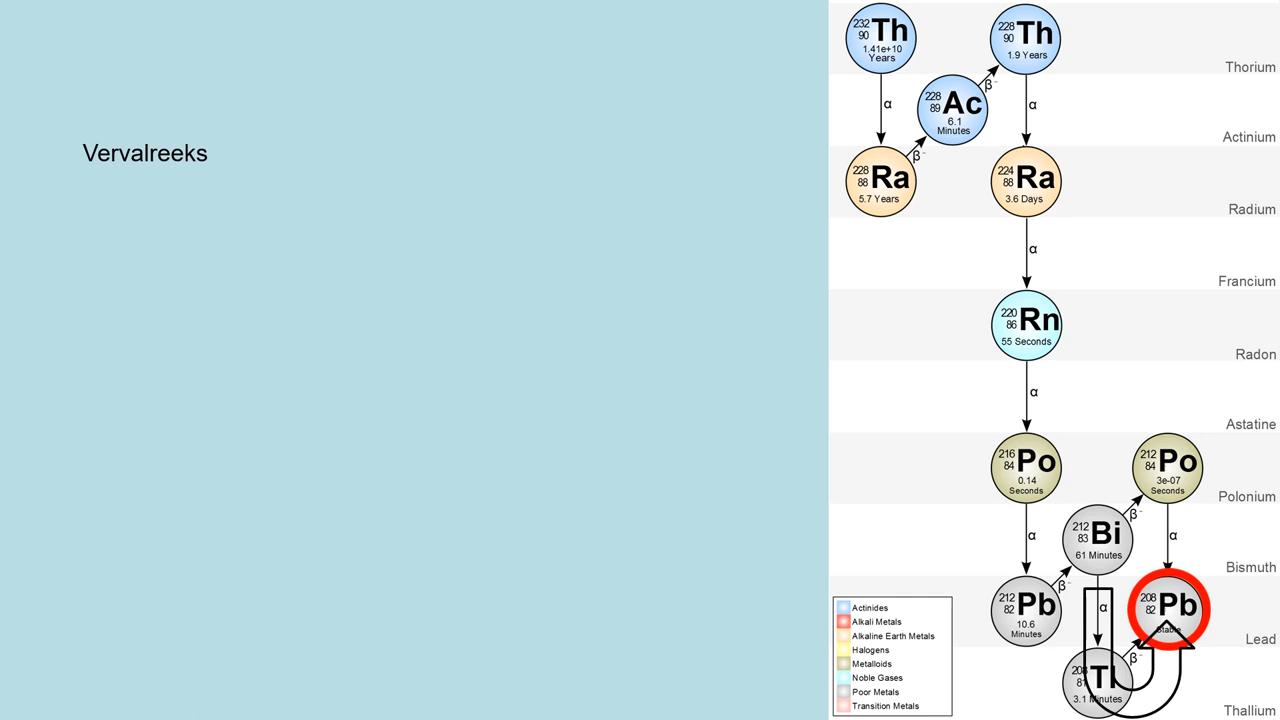 Vervalreeks
232
90
Th
1.41e+10
Years
228
90
Th
1.9 Years
Thorium
α
β⁻
228
89
Ac
6.1
Minutes
α
Actinium
β⁻
228
88
Ra
5.7 Years
224
88
Ra
3.6 Days
Radium
α
Francium
220
86
Rn
55 Seconds
Radon
α
Astatine
216
84
Po
0.14
Seconds
212
84
Po
3e-07
Seconds
Polonium
β⁻
α
212
83
Bi
61 Minutes
α
Bismuth
β⁻
212
82
Pb
10.6
Minutes
α
208
82
Pb
Stable
Lead
β⁻
208
81
Tl
3.1 Minutes
Thallium
Actinides
Alkali Metals
Alkaline Earth Metals
Halogens
Metalloids
Noble Gases
Poor Metals
Transition Metals